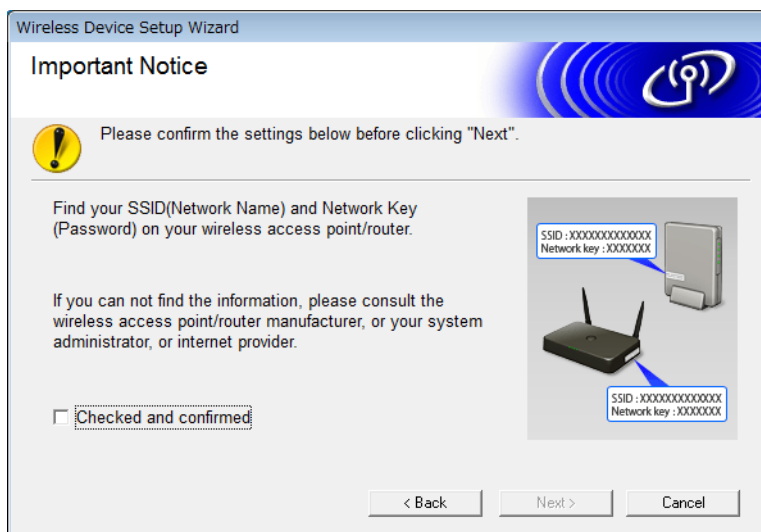 Wireless Device Setup Wizard
Important Notice
Please confirm the settings below before clicking "Next".
Find your SSID(Network Name) and Network Key
(Password) on your wireless access point/router.
SSID : XXXXXXXXXXXXX
Network key : XXXXXXX
If you can not find the information, please consult the
wireless access point/router manufacturer, or your system
administrator, or internet provider.
SSID : XXXXXXXXXXXXX
Network key : XXXXXXX
Checked and confirmed
< Back
Next >
Cancel